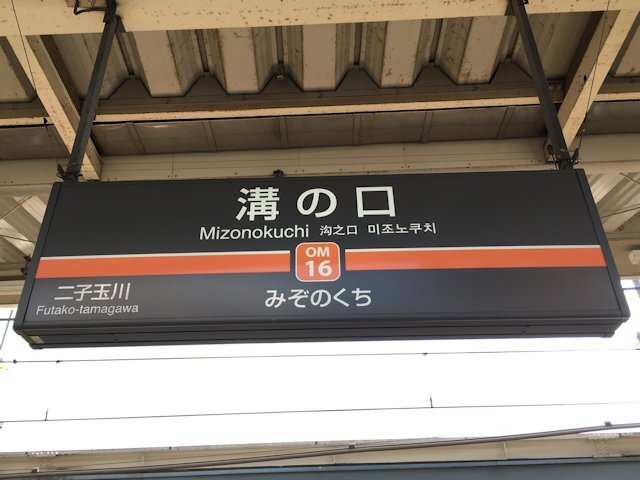 溝の口
Mizonokuchi 沟之口 미조노쿠치
OM
16
二子玉川
Futako-tamagawa
みぞのくち